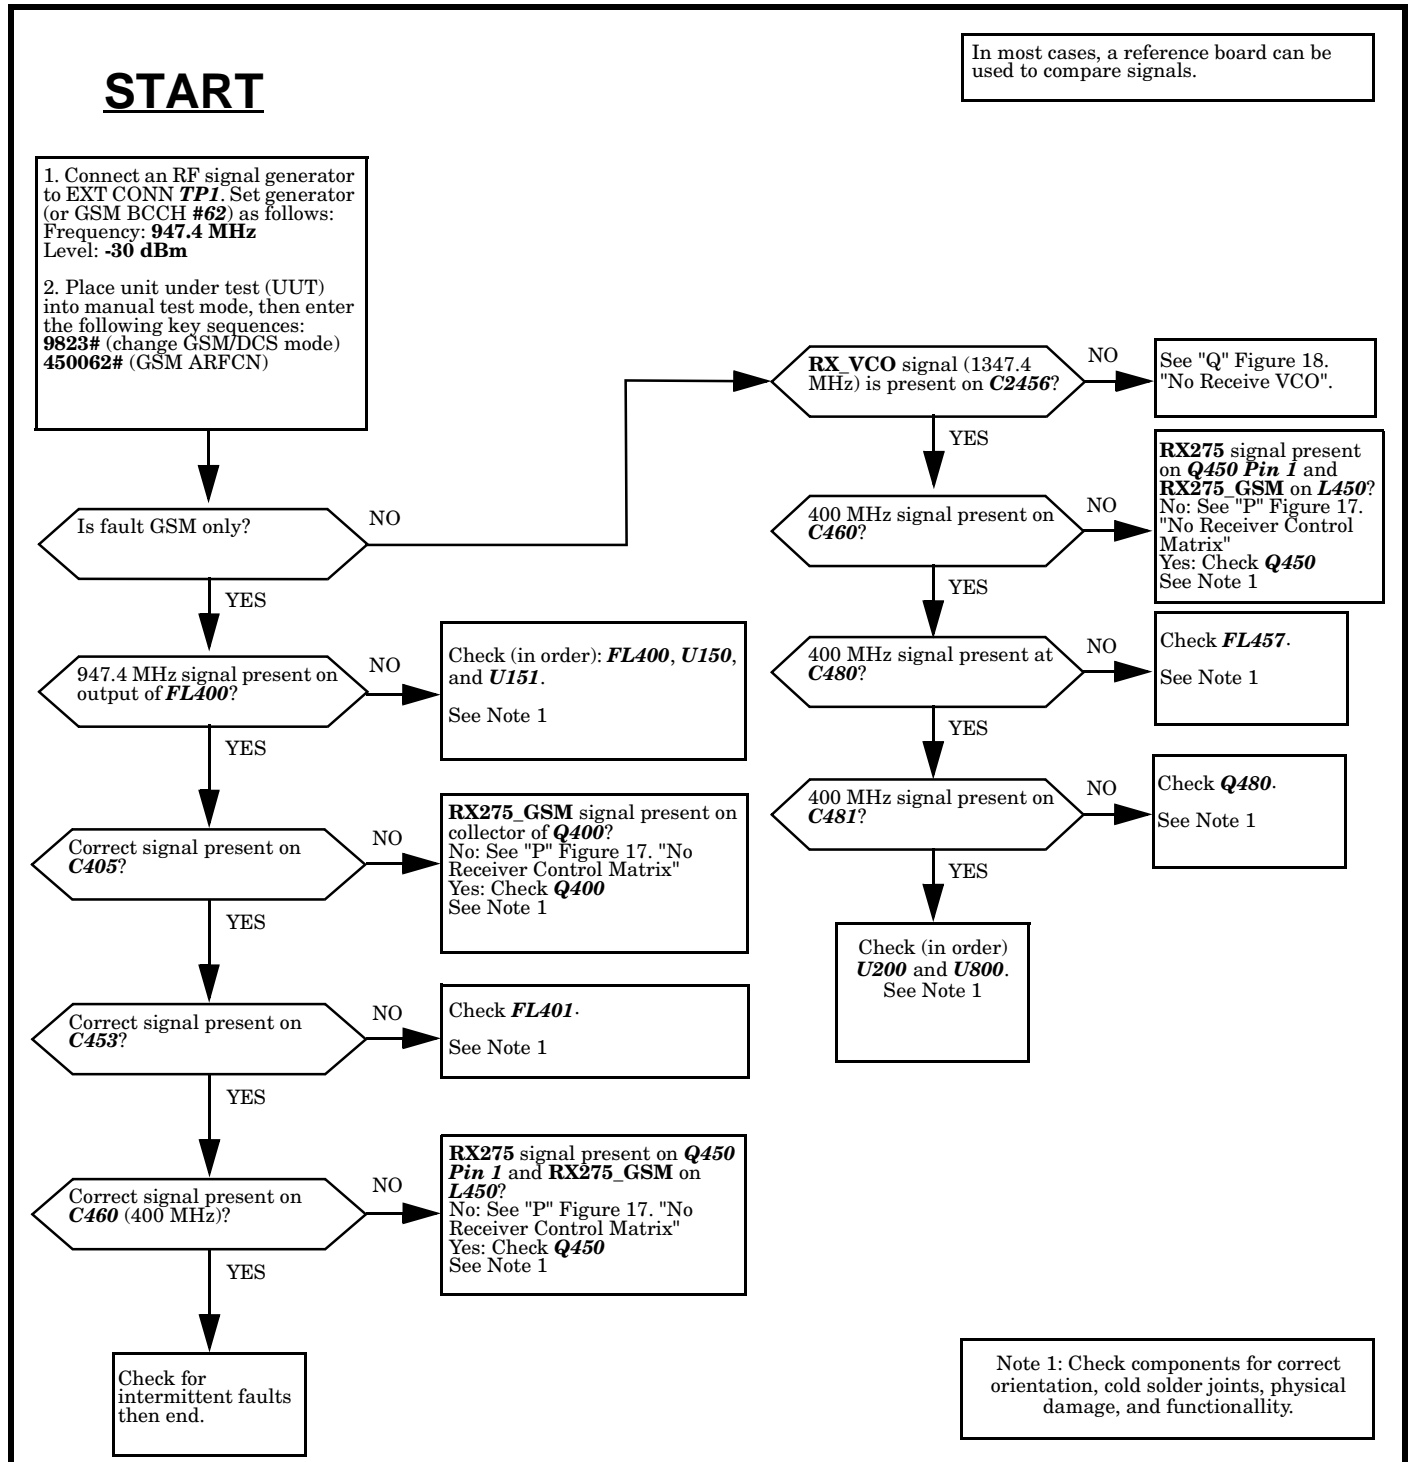 START
In most cases, a reference board can be
used to compare signals.
1. Connect an RF signal generator
to EXT CONN TP1. Set generator
(or GSM BCCH #62) as follows:
Frequency: 947.4 MHz
Level: -30 dBm
2. Place unit under test (UUT)
into manual test mode, then enter
the following key sequences:
9823# (change GSM/DCS mode)
450062# (GSM ARFCN)
Is fault GSM only?
NO
YES
947.4 MHz signal present on
output of FL400?
NO
Check (in order): FL400, U150,
and U151.
See Note 1
YES
Correct signal present on
C405?
NO
RX275_GSM signal present on
collector of Q400?
No: See "P" Figure 17. "No
Receiver Control Matrix"
Yes: Check Q400
See Note 1
YES
Correct signal present on
C453?
NO
Check FL401.
See Note 1
YES
Correct signal present on
C460 (400 MHz)?
NO
RX275 signal present on Q450
Pin 1 and RX275_GSM on
L450?
No: See "P" Figure 17. "No
Receiver Control Matrix"
Yes: Check Q450
See Note 1
YES
Check for
intermittent faults
then end.
RX_VCO signal (1347.4
MHz) is present on C2456?
NO
See "Q" Figure 18.
"No Receive VCO".
YES
400 MHz signal present on
C460?
NO
RX275 signal present
on Q450 Pin 1 and
RX275_GSM on L450?
No: See "P" Figure 17.
"No Receiver Control
Matrix"
Yes: Check Q450
See Note 1
YES
400 MHz signal present at
C480?
NO
Check FL457.
See Note 1
YES
400 MHz signal present on
C481?
NO
Check Q480.
See Note 1
YES
Check (in order)
U200 and U800.
See Note 1
Note 1: Check components for correct
orientation, cold solder joints, physical
damage, and functionallity.